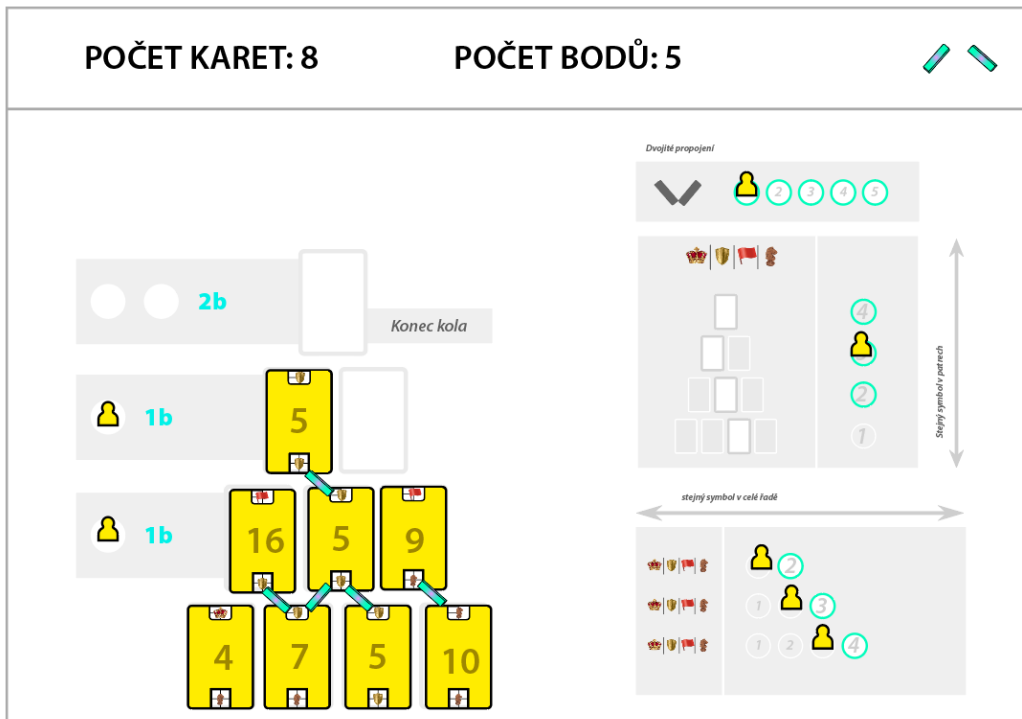 POČET KARET: 8
POČET BODŮ: 5
Dvojité propojení
2 3 4 5
2b
Konec kola
1b
5
1b
16 5 9
4 7 5 10
4
2
1
Stejný symbol v patrech
stejný symbol v celé řadě
2
1 3
1 2 4